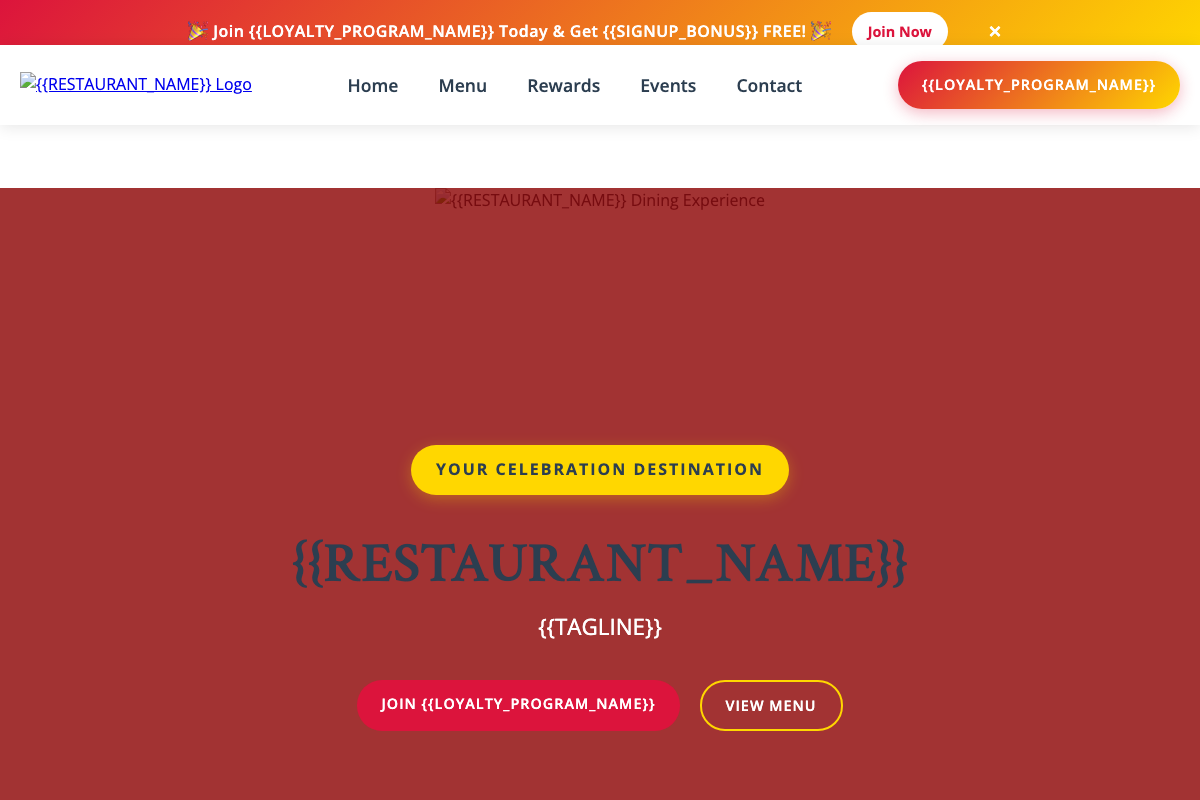 🎉 Join {{LOYALTY_PROGRAM_NAME}} Today & Get {{SIGNUP_BONUS}} FREE! 🎉 Join Now ×
{{RESTAURANT_NAME}} Logo Home Menu Rewards Events Contact {{LOYALTY_PROGRAM_NAME}}
{{RESTAURANT_NAME}} Dining Experience
YOUR CELEBRATION DESTINATION
{{RESTAURANT_NAME}}
{{TAGLINE}}
JOIN {{LOYALTY_PROGRAM_NAME}} VIEW MENU